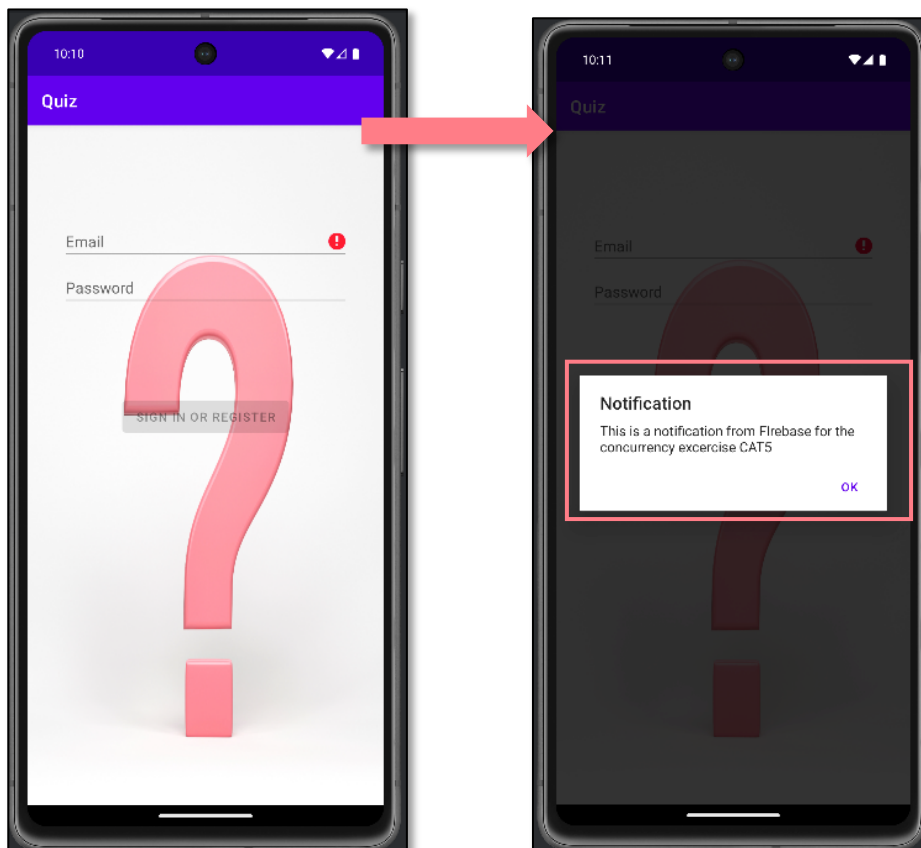 10:10
Quiz
Email
Password
SIGN IN OR REGISTER
10:11
Quiz
Email
Password
Notification
This is a notification from FIrebase for the
concurrency excercise CAT5
OK